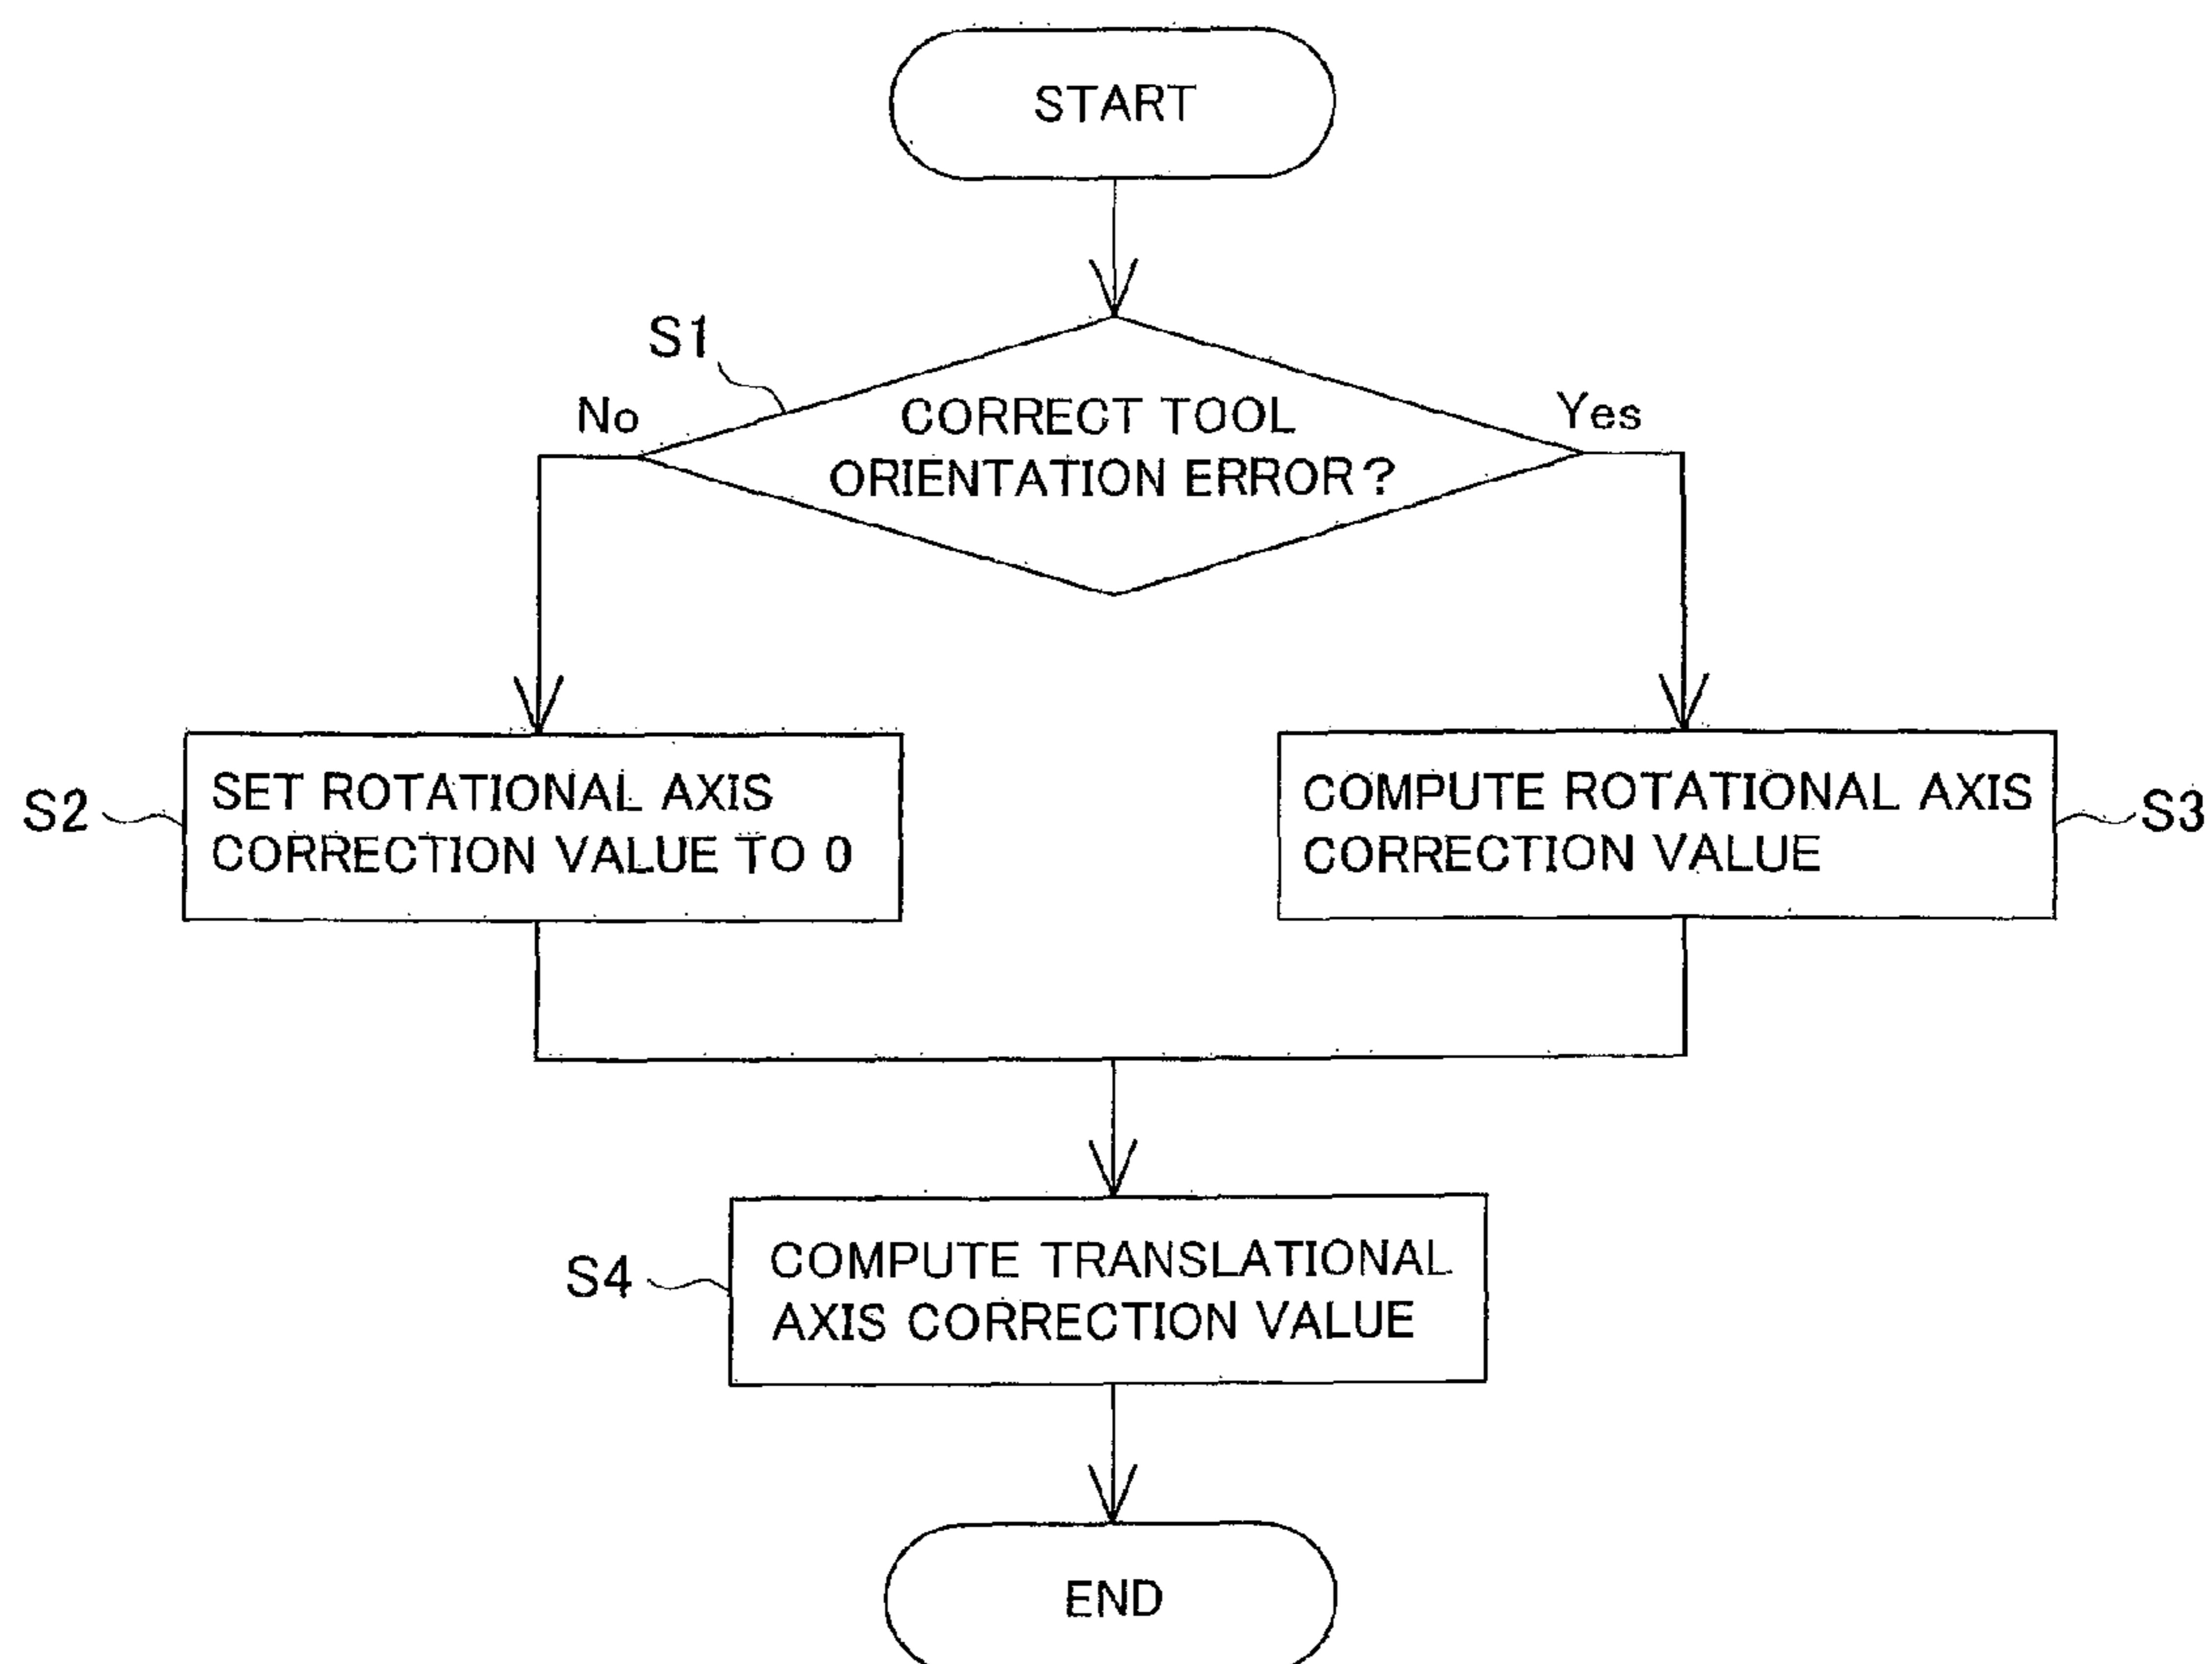 START
S1
No
CORRECT TOOL
ORIENTATION ERROR?
Yes
S2
SET ROTATIONAL AXIS
CORRECTION VALUE TO 0
COMPUTE ROTATIONAL AXIS
CORRECTION VALUE
S3
S4
COMPUTE TRANSLATIONAL
AXIS CORRECTION VALUE
END